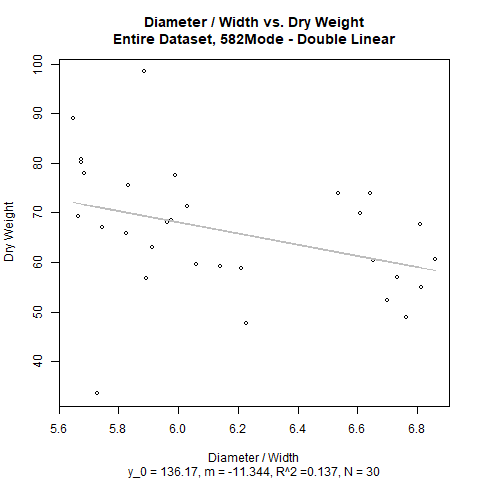 Diameter / Width vs. Dry Weight
Entire Dataset, 582Mode - Double Linear
100
90
80
70
60
50
40
Dry Weight
5.6 5.8 6.0 6.2 6.4 6.6 6.8
Diameter / Width
y_0 = 136.17, m = -11.344, R^2 =0.137, N = 30